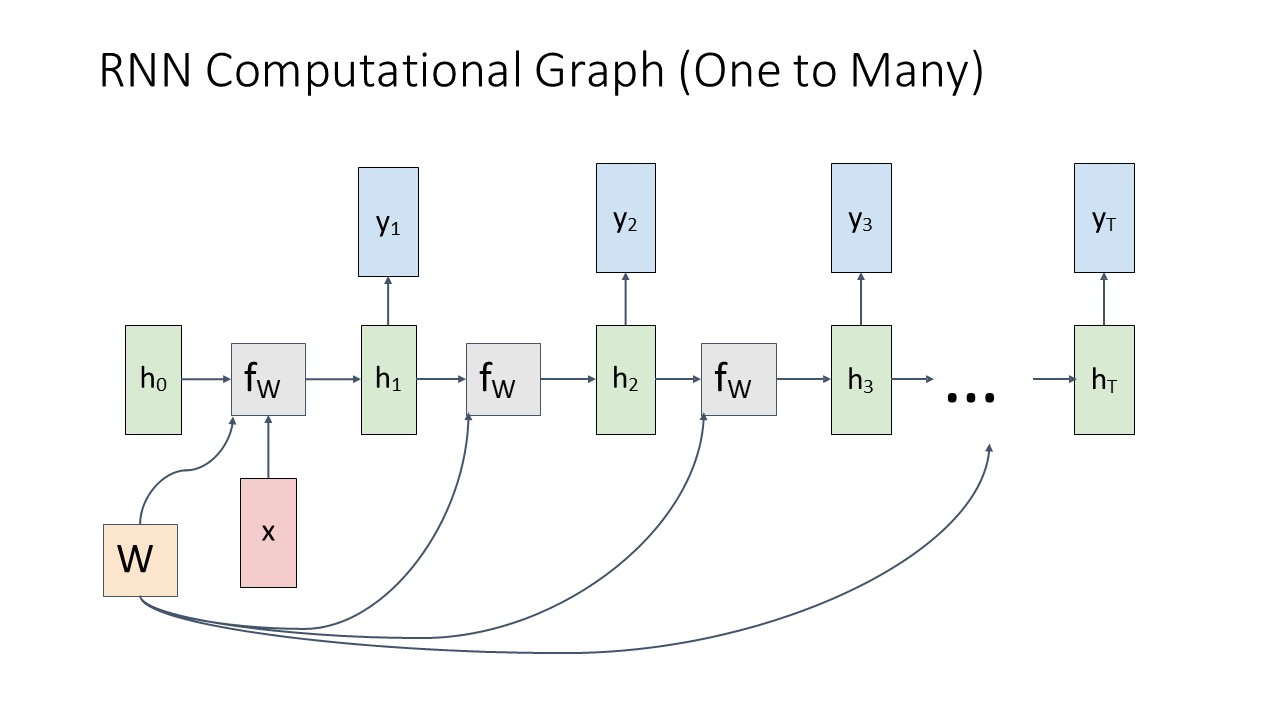 RNN Computational Graph (One to Many)
y1
y2
y3
yT
h0
fW
h1
fW
h2
fW
h3
...
hT
x
W